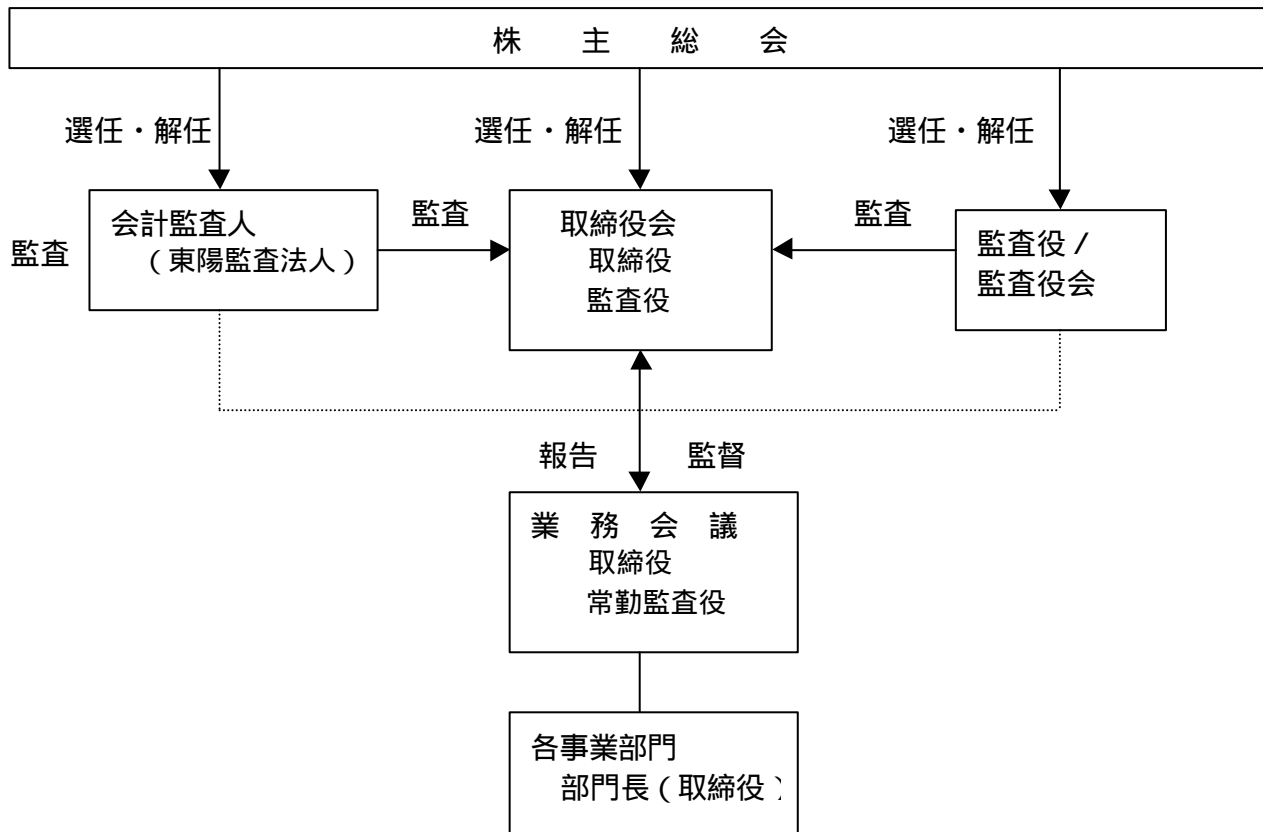 株 主 総 会
選任・解任
選任・解任
選任・解任
監査
会計監査人
(東陽監査法人)
監査
取締役会
取締役
監査役
監査
監査役/
監査役会
報告
監督
業 務 会 議
取締役
常勤監査役
各事業部門
部門長(取締役)